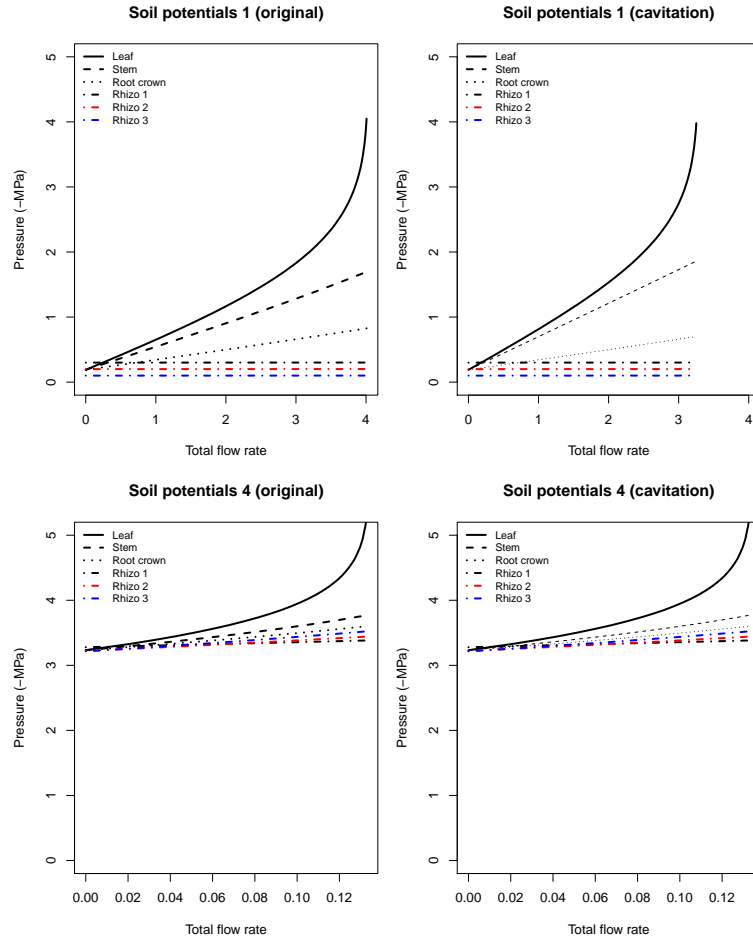 Soil potentials 1 (original)
5
4
3
2
1
0
Pressure (−MPa)
Leaf
Stem
Root crown
Rhizo 1
Rhizo 2
Rhizo 3
0 1 2 3 4
Total flow rate
Soil potentials 1 (cavitation)
5
4
3
2
1
0
Pressure (−MPa)
Leaf
Stem
Root crown
Rhizo 1
Rhizo 2
Rhizo 3
0 1 2 3 4
Total flow rate
Soil potentials 4 (original)
5
4
3
2
1
0
Pressure (−MPa)
Leaf
Stem
Root crown
Rhizo 1
Rhizo 2
Rhizo 3
0.00 0.02 0.04 0.06 0.08 0.10 0.12
Total flow rate
Soil potentials 4 (cavitation)
5
4
3
2
1
0
Pressure (−MPa)
Leaf
Stem
Root crown
Rhizo 1
Rhizo 2
Rhizo 3
0.00 0.02 0.04 0.06 0.08 0.10 0.12
Total flow rate